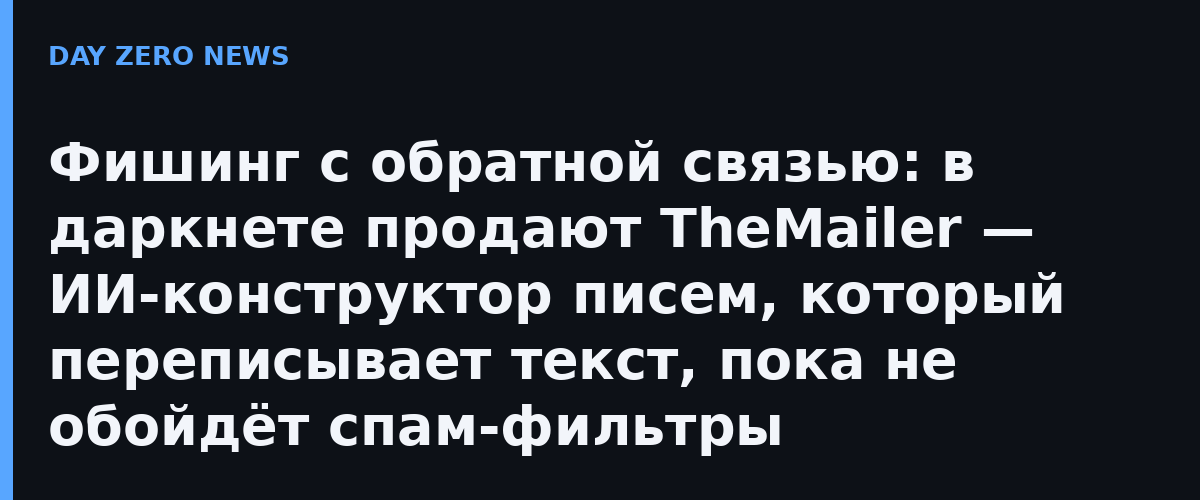 DAY ZERO NEWS
Фишинг с обратной связью: в
даркнете продают TheMailer —
ИИ-конструктор писем, который
переписывает текст, пока не
обойдёт спам-фильтры